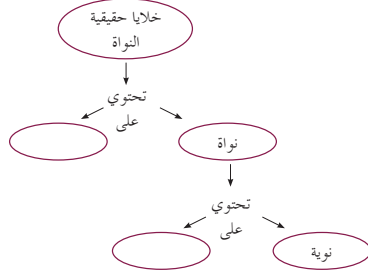 خلايا حقيقية
النواة
تحتوي
على
نواة
تحتوي
على
نوية